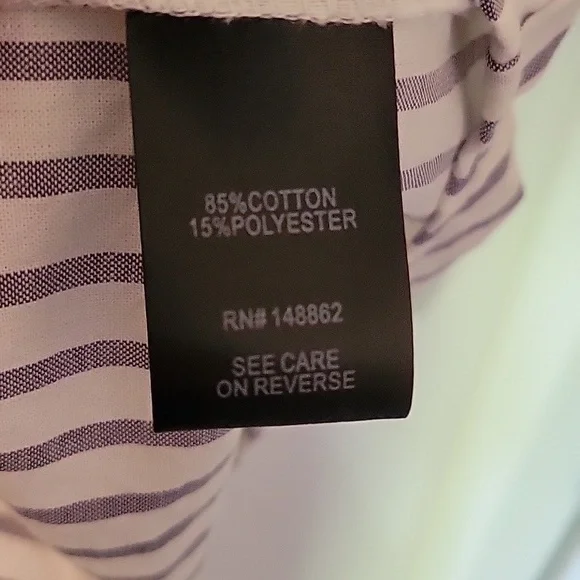 85%COTTON
15%POLYESTER
RN# 148862
SEE CARE
ON REVERSE